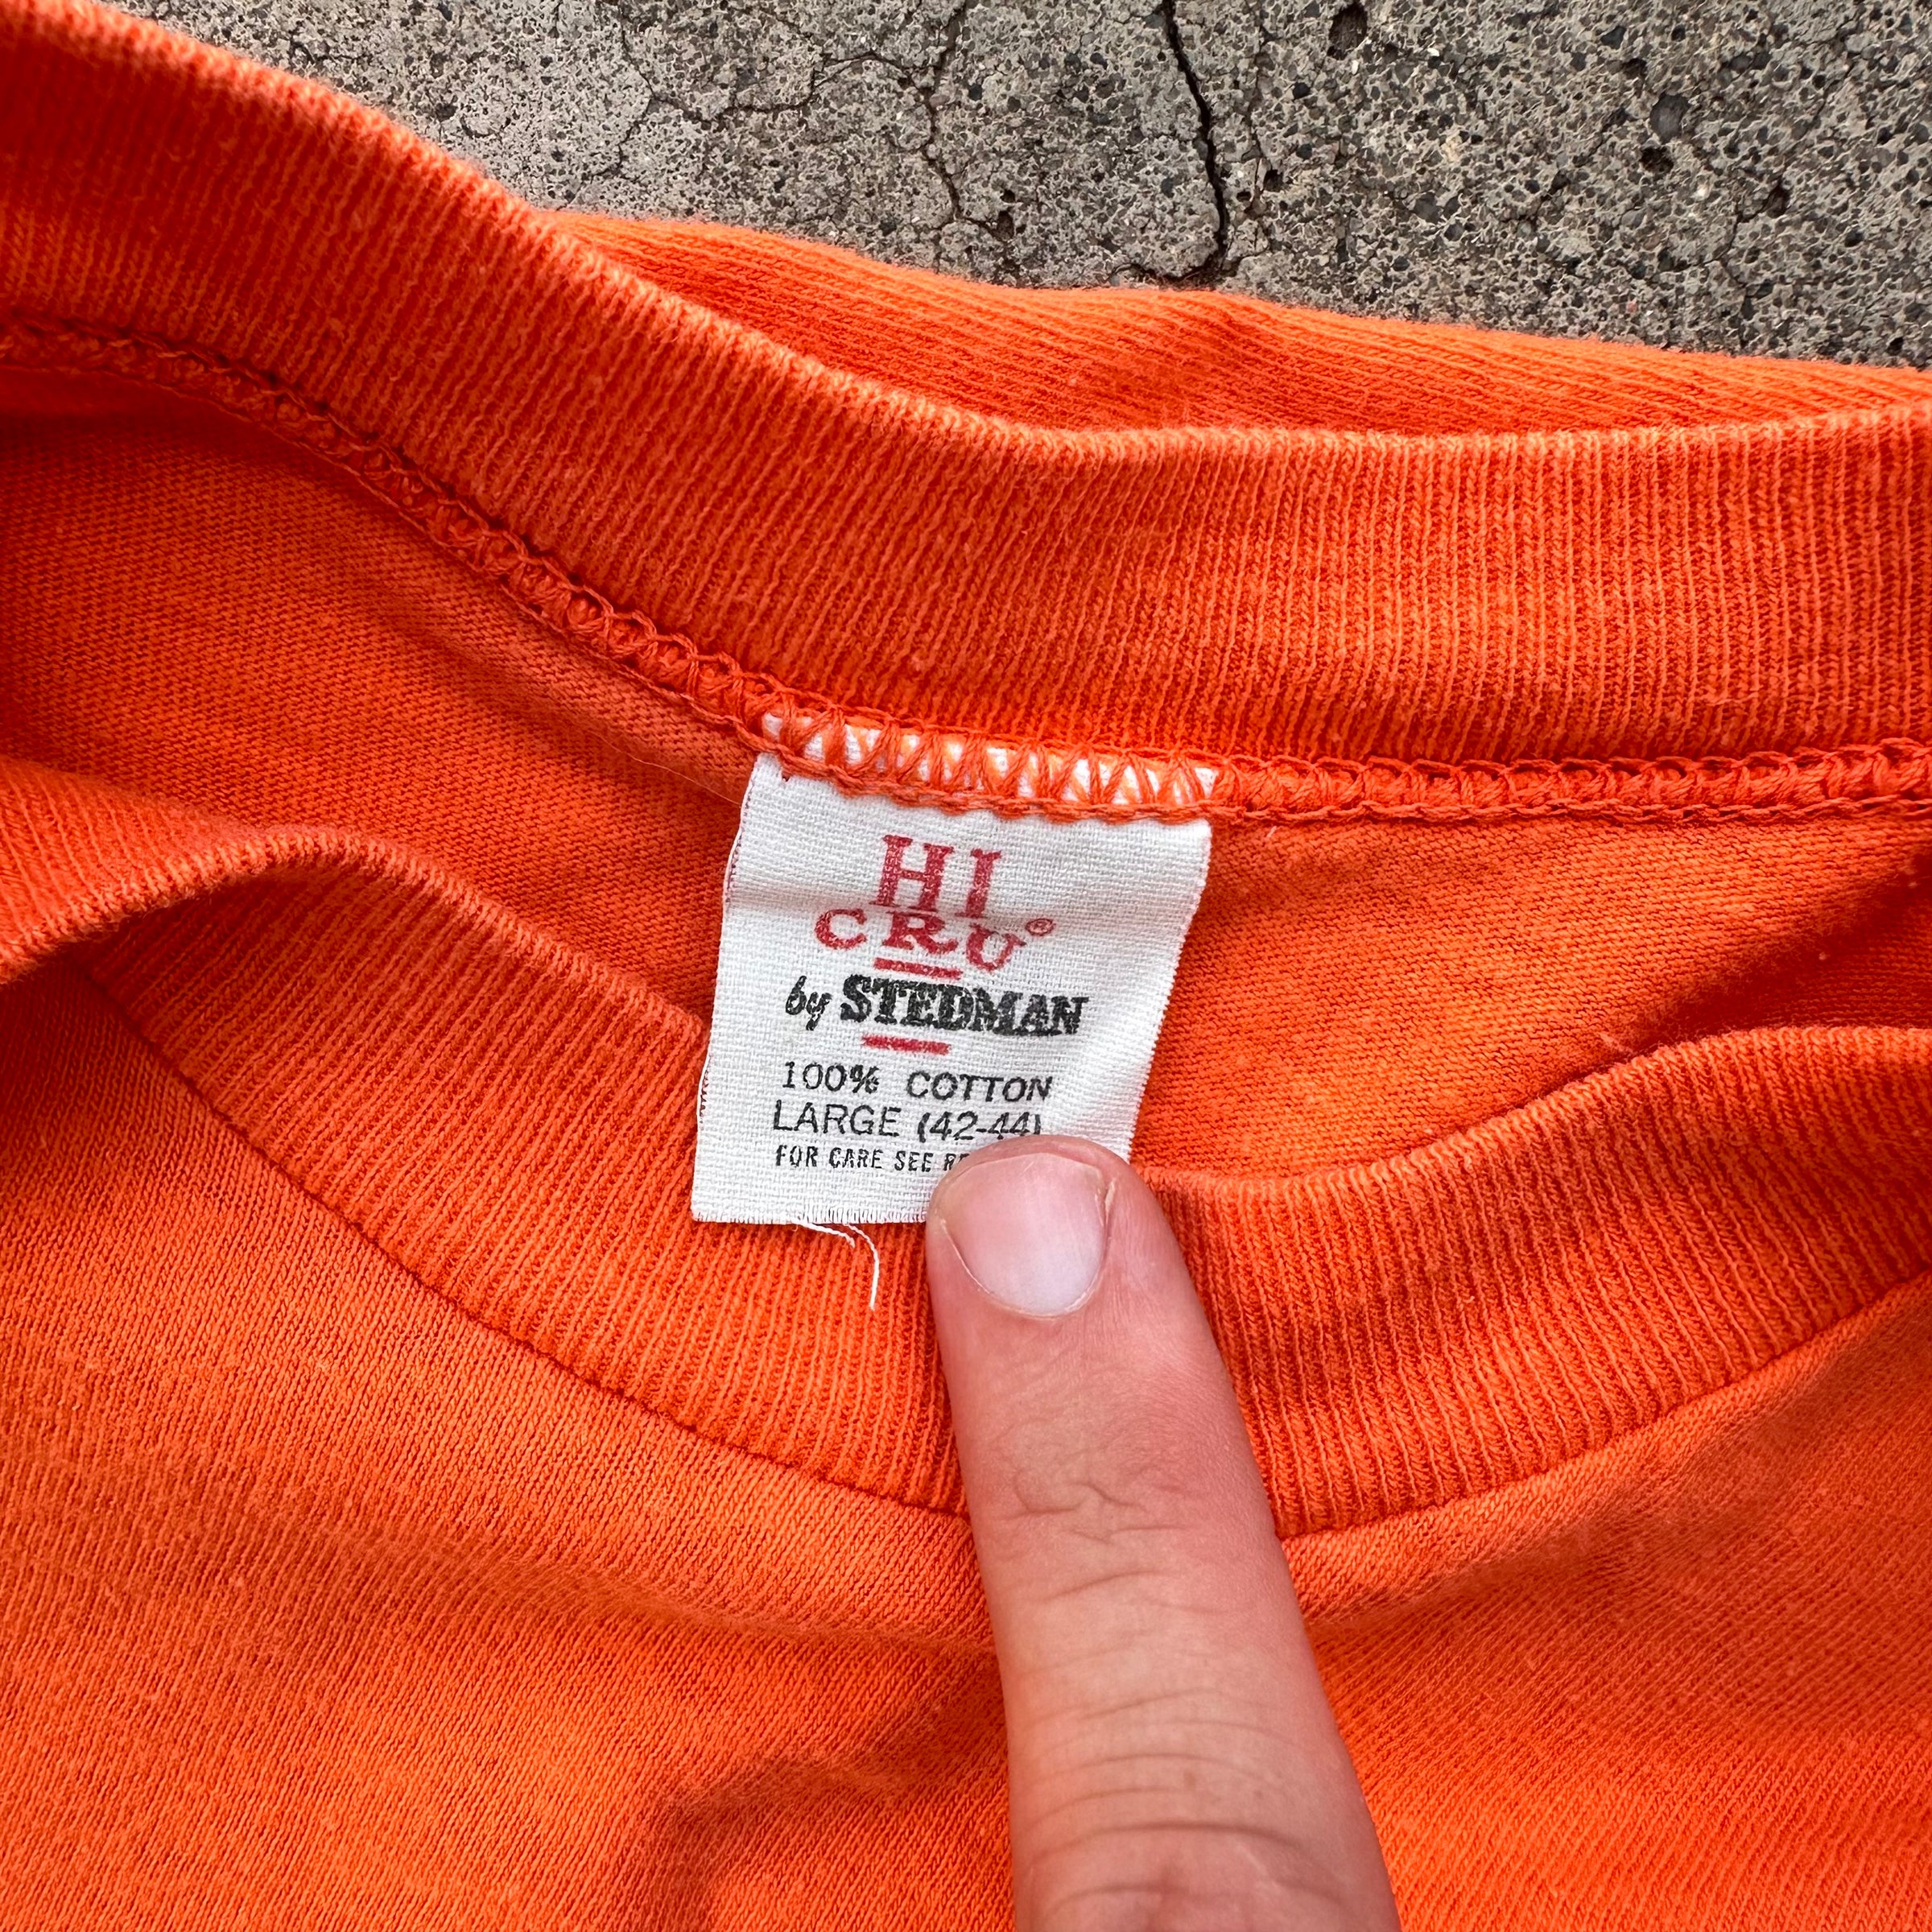 HI
CRU®
by STEDMAN
100% COTTON
LARGE (42-44)
FOR CARE SEE